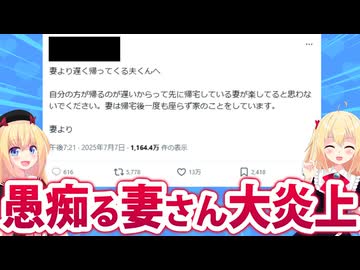 妻より遅く帰ってくる夫くんへ
自分の方が帰るのが遅いからって先に帰宅している妻が楽してると思わな
いでください。妻は帰宅後一度も座らず家のことをしています。
妻より
午後7:21・2025年7月7日・1,164.4万 件の表示
616 5,778 13万 2,418
愚痴る妻さん大炎上